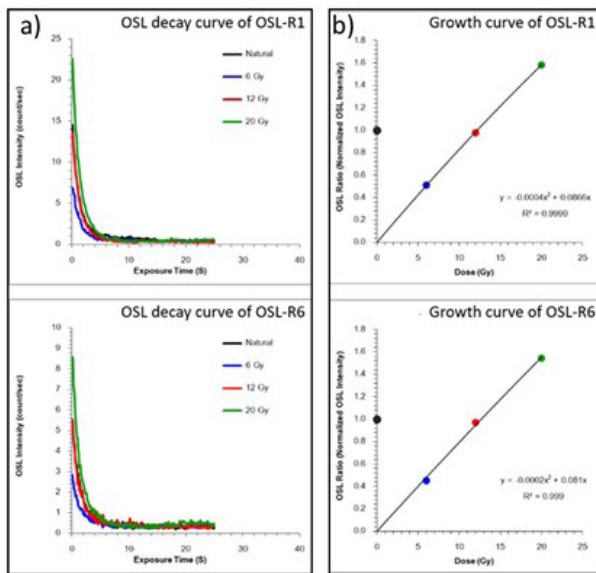 a)
OSL decay curve of OSL-R1
OSL Intensity (count/sec)
25
20
15
10
5
0
0 10 20 30 40
Exposure Time (S)
Natural
6 Gy
12 Gy
20 Gy
b)
Growth curve of OSL-R1
OSL Ratio (Normalized OSL Intensity)
1.8
1.6
1.4
1.2
1.0
0.8
0.6
0.4
0.2
0.0
0 5 10 15 20 25
Dose (Gy)
y = -0.0004x² + 0.0866x
R² = 0.9999
OSL decay curve of OSL-R6
OSL Intensity (count/sec)
10
9
8
7
6
5
4
3
2
1
0
0 10 20 30 40
Exposure Time (S)
Natural
6 Gy
12 Gy
20 Gy
Growth curve of OSL-R6
OSL Ratio (Normalized OSL Intensity)
1.8
1.6
1.4
1.2
1.0
0.8
0.6
0.4
0.2
0.0
0 5 10 15 20 25
Dose (Gy)
y = -0.0002x² + 0.081x
R² = 0.999